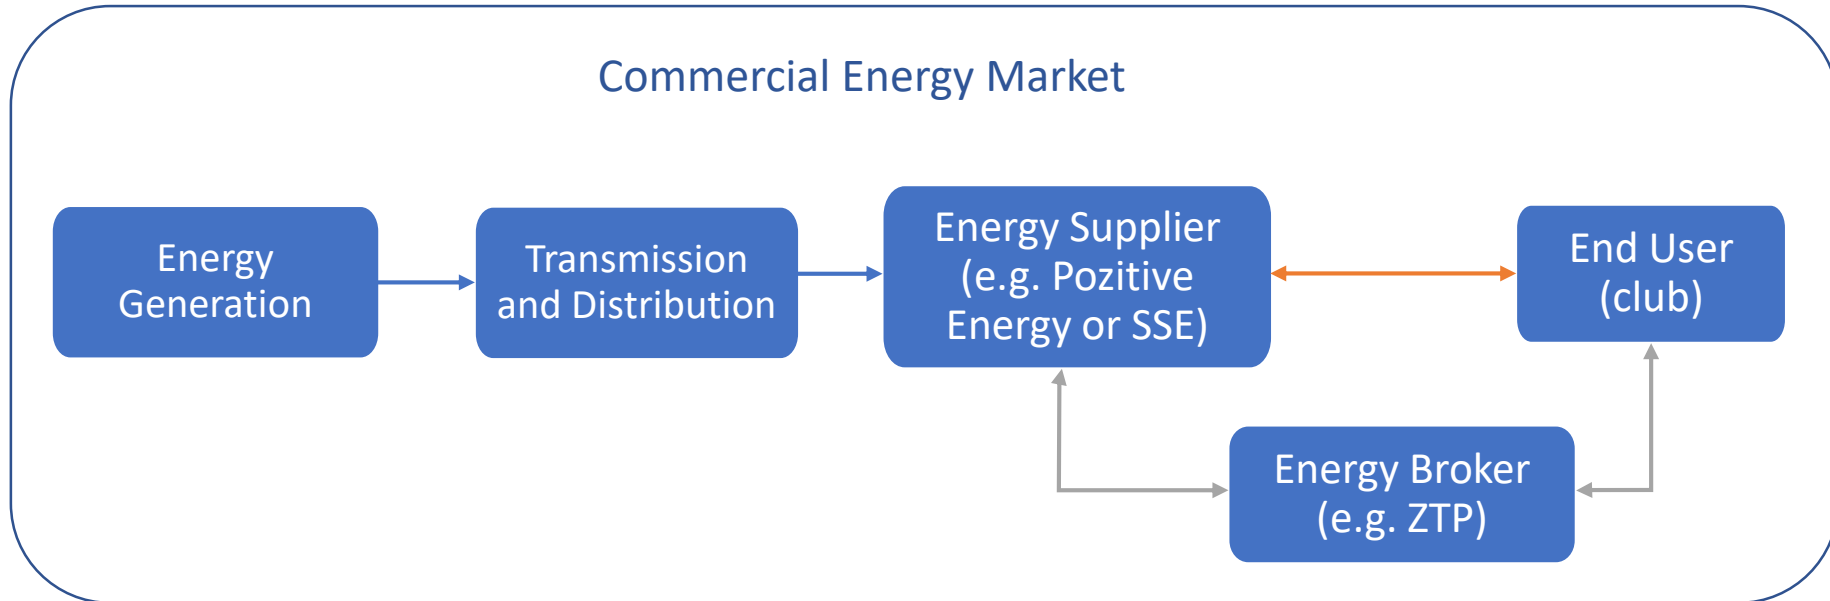 Commercial Energy Market
Energy
Generation
Transmission
and Distribution
Energy Supplier
(e.g. Pozitive
Energy or SSE)
End User
(club)
Energy Broker
(e.g. ZTP)